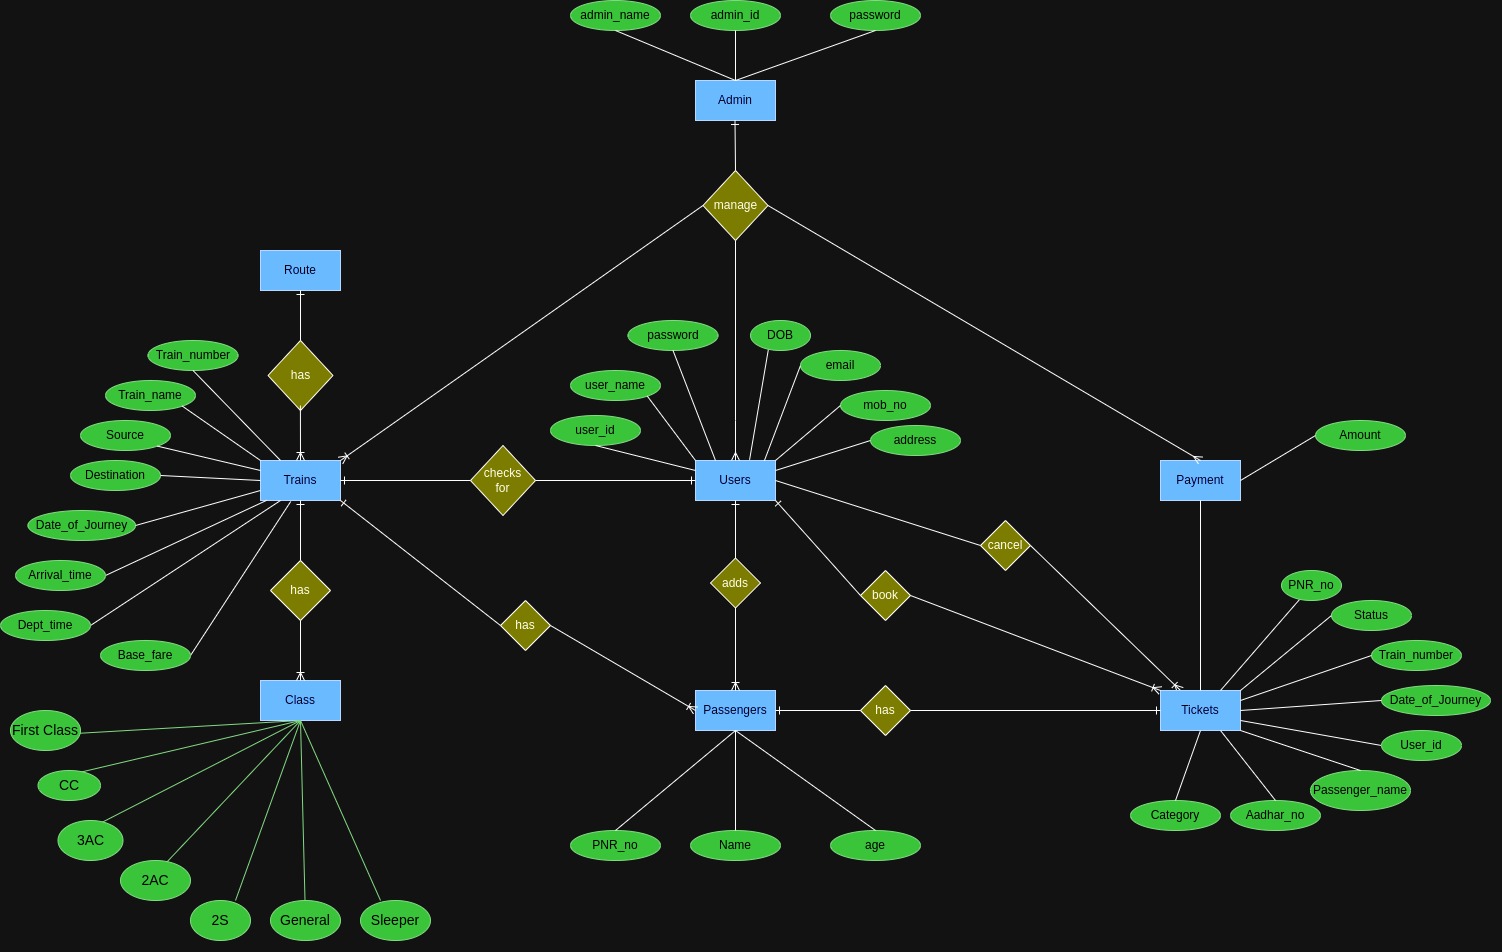 admin_name
admin_id
password
Admin
manage
Route
has
Train_number
Train_name
Source
Destination
Date_of_Journey
Arrival_time
Dept_time
Base_fare
Trains
checks
for
password
DOB
user_name
email
user_id
mob_no
address
Users
Payment
Amount
cancel
book
adds
has
has
Class
First Class
CC
3AC
2AC
2S
General
Sleeper
Passengers
has
Tickets
PNR_no
Name
age
PNR_no
Status
Train_number
Date_of_Journey
User_id
Passenger_name
Aadhar_no
Category